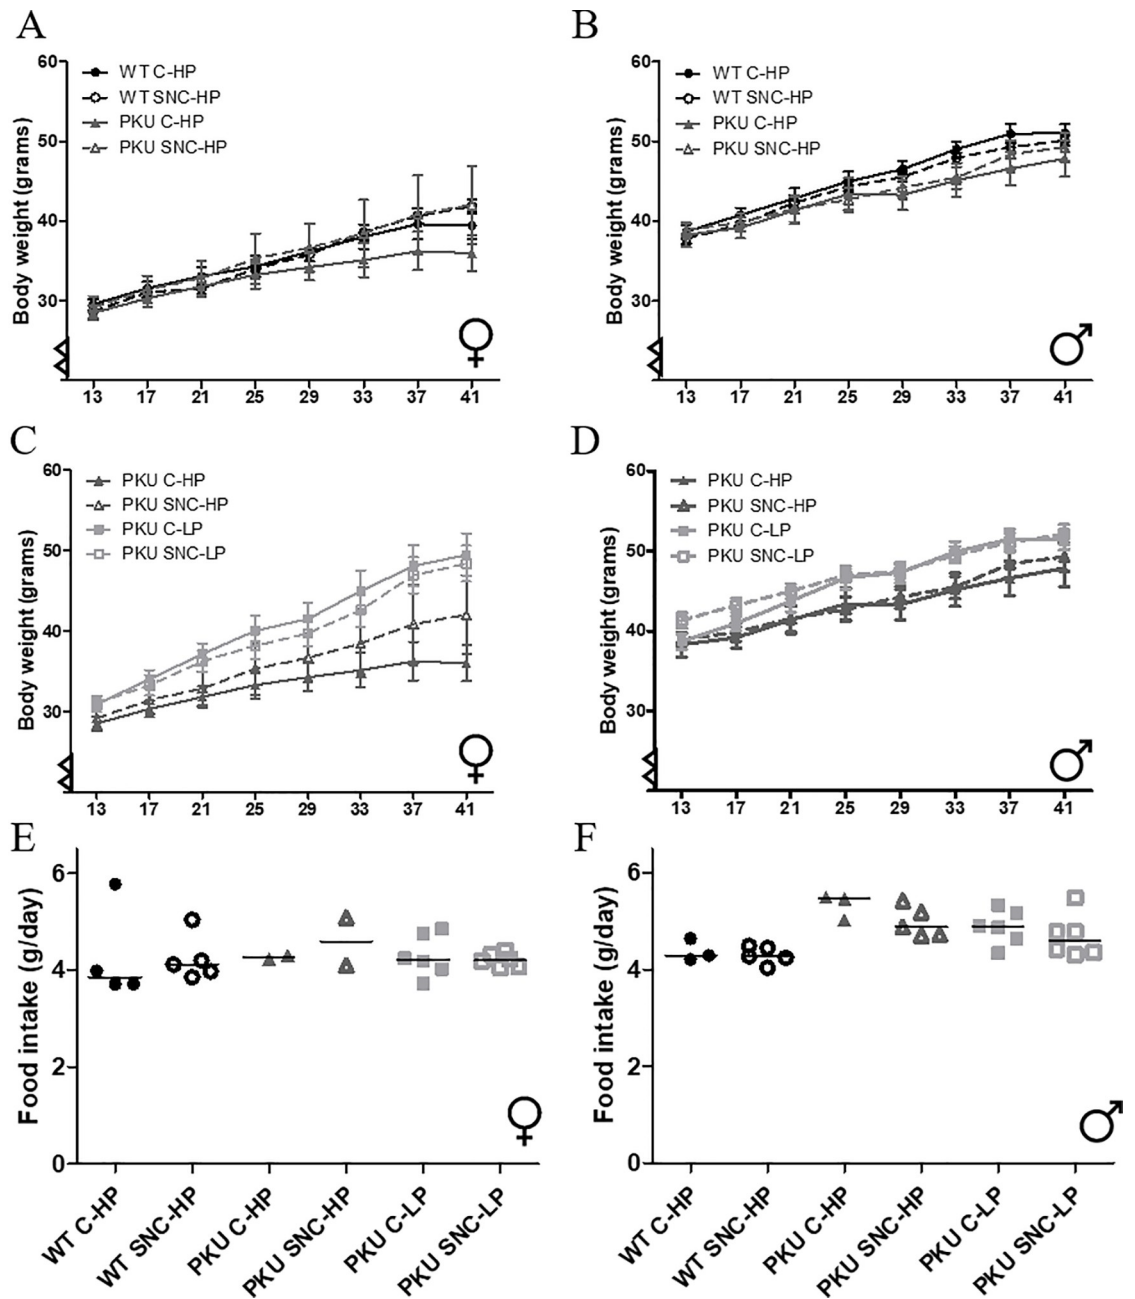 A
60
50
40
30
Body weight (grams)
WT C-HP
WT SNC-HP
PKU C-HP
PKU SNC-HP
13 17 21 25 29 33 37 41
B
60
50
40
30
Body weight (grams)
WT C-HP
WT SNC-HP
PKU C-HP
PKU SNC-HP
13 17 21 25 29 33 37 41
C
60
50
40
30
Body weight (grams)
PKU C-HP
PKU SNC-HP
PKU C-LP
PKU SNC-LP
13 17 21 25 29 33 37 41
D
60
50
40
30
Body weight (grams)
PKU C-HP
PKU SNC-HP
PKU C-LP
PKU SNC-LP
13 17 21 25 29 33 37 41
E
6
4
2
0
Food intake (g/day)
WT C-HP
WT SNC-HP
PKU C-HP
PKU SNC-HP
PKU C-LP
PKU SNC-LP
F
6
4
2
0
Food intake (g/day)
WT C-HP
WT SNC-HP
PKU C-HP
PKU SNC-HP
PKU C-LP
PKU SNC-LP